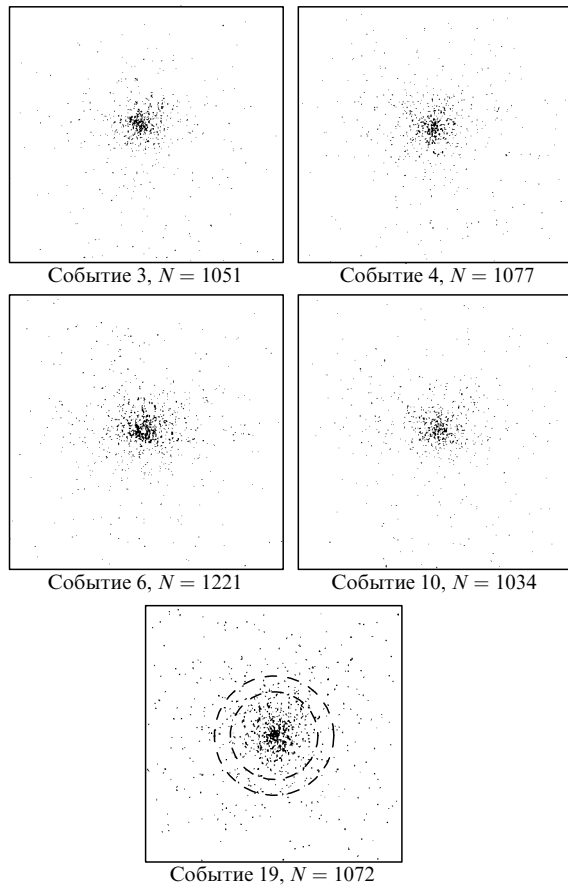 Событие 3, N = 1051
Событие 4, N = 1077
Событие 6, N = 1221
Событие 10, N = 1034
Событие 19, N = 1072